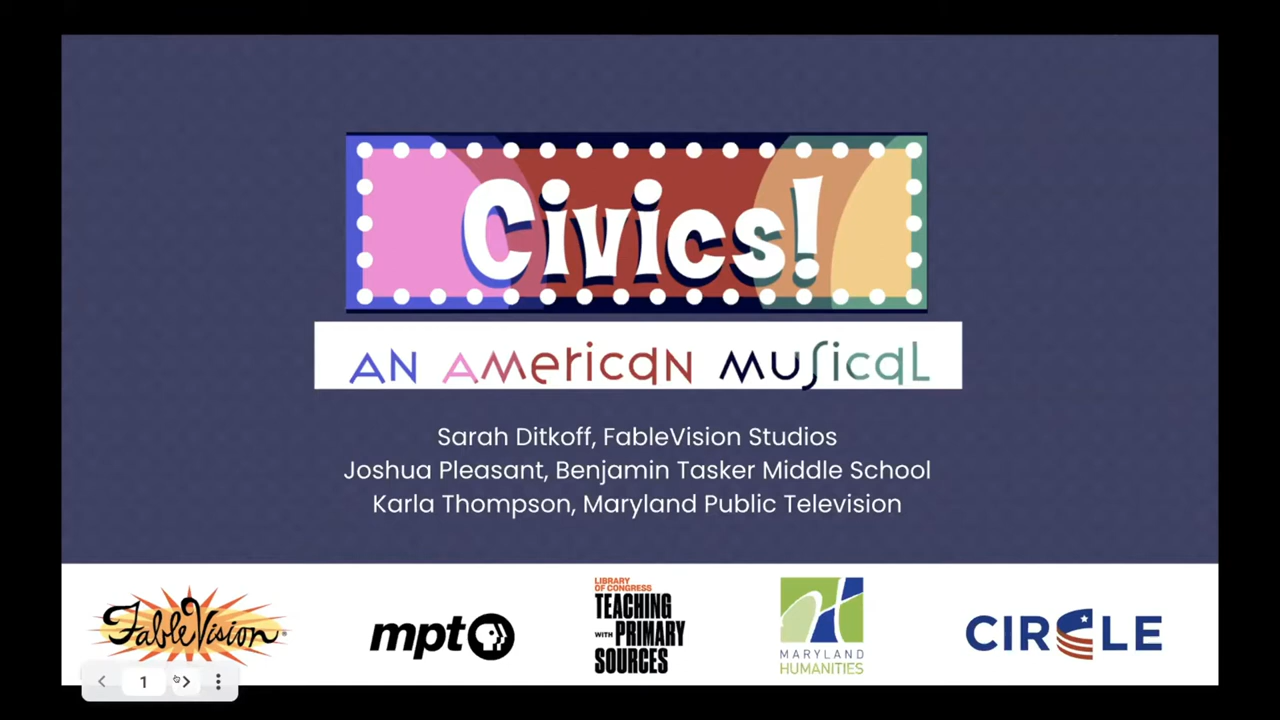 Civics!
AN AMERICAN MUSICAL
Sarah Ditkoff, FableVision Studios
Joshua Pleasant, Benjamin Tasker Middle School
Karla Thompson, Maryland Public Television
FableVision
mpt
LIBRARY
OF CONGRESS
TEACHING
WITH PRIMARY
SOURCES
MARYLAND
HUMANITIES
CIRCLE
1